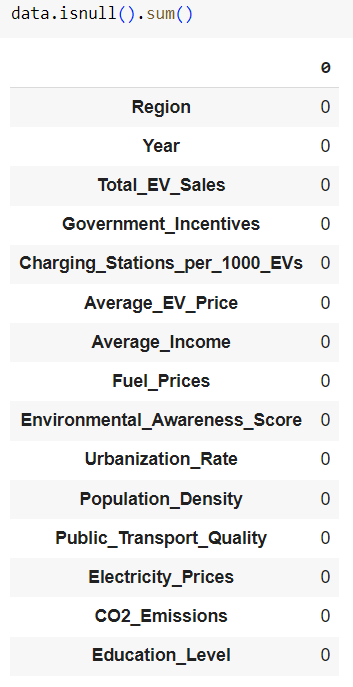 data.isnull().sum()
0
Region 0
Year 0
Total_EV_Sales 0
Government_Incentives 0
Charging_Stations_per_1000_EVs 0
Average_EV_Price 0
Average_Income 0
Fuel_Prices 0
Environmental_Awareness_Score 0
Urbanization_Rate 0
Population_Density 0
Public_Transport_Quality 0
Electricity_Prices 0
CO2_Emissions 0
Education_Level 0